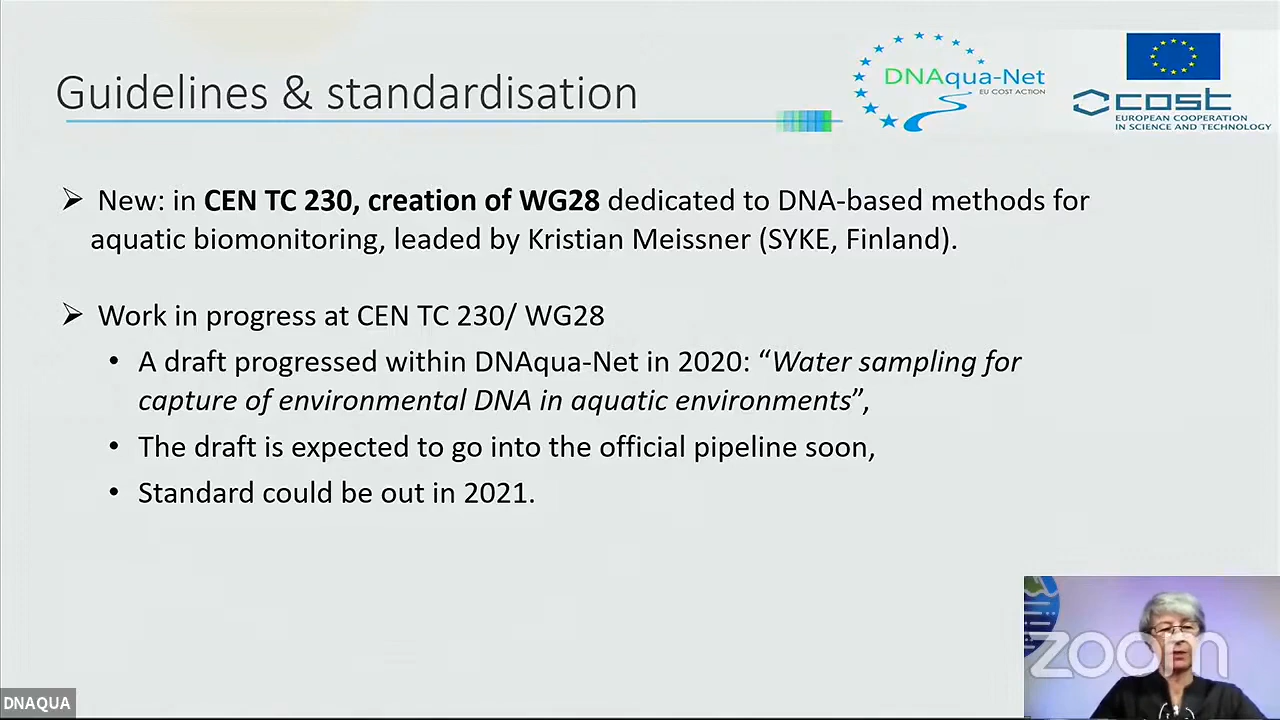 Guidelines & standardisation
DNAqua-Net
EU COST ACTION
cost
EUROPEAN COOPERATION
IN SCIENCE AND TECHNOLOGY
New: in CEN TC 230, creation of WG28 dedicated to DNA-based methods for
aquatic biomonitoring, leaded by Kristian Meissner (SYKE, Finland).
Work in progress at CEN TC 230/ WG28
• A draft progressed within DNAqua-Net in 2020: “Water sampling for
capture of environmental DNA in aquatic environments”,
• The draft is expected to go into the official pipeline soon,
• Standard could be out in 2021.
zoom
DNAQUA